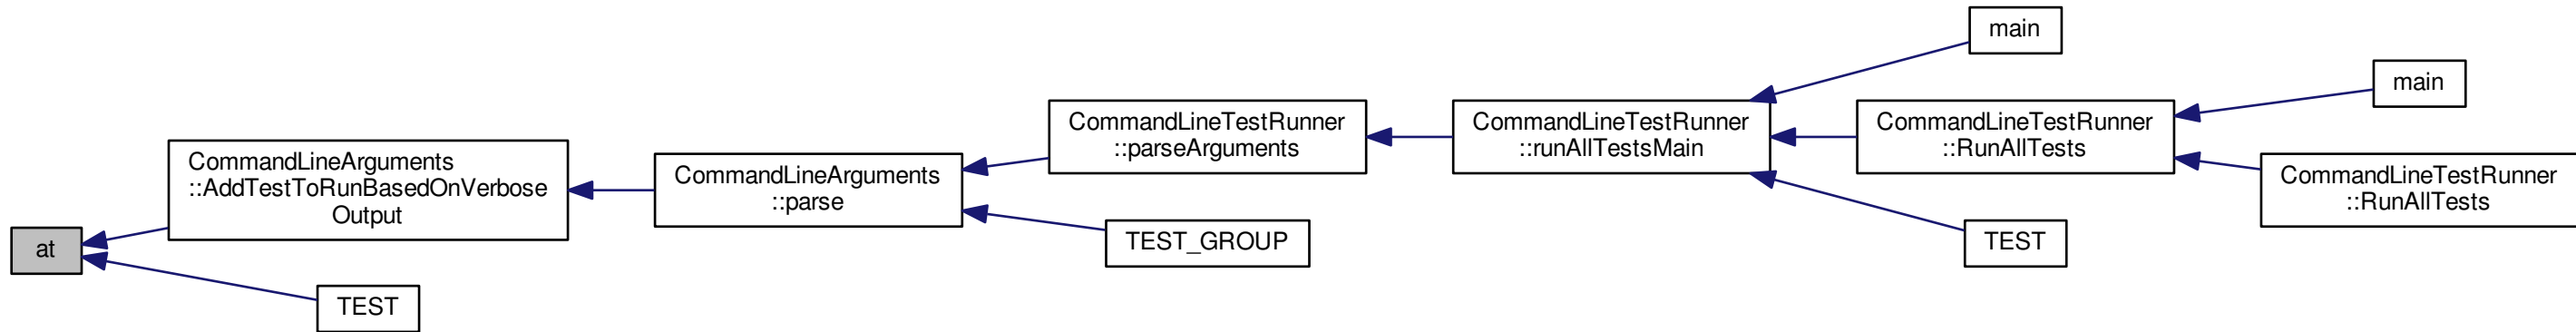 at
CommandLineArguments
::AddTestToRunBasedOnVerbose
Output
TEST
CommandLineArguments
::parse
CommandLineTestRunner
::parseArguments
TEST_GROUP
CommandLineTestRunner
::runAllTestsMain
main
CommandLineTestRunner
::RunAllTests
TEST
main
CommandLineTestRunner
::RunAllTests